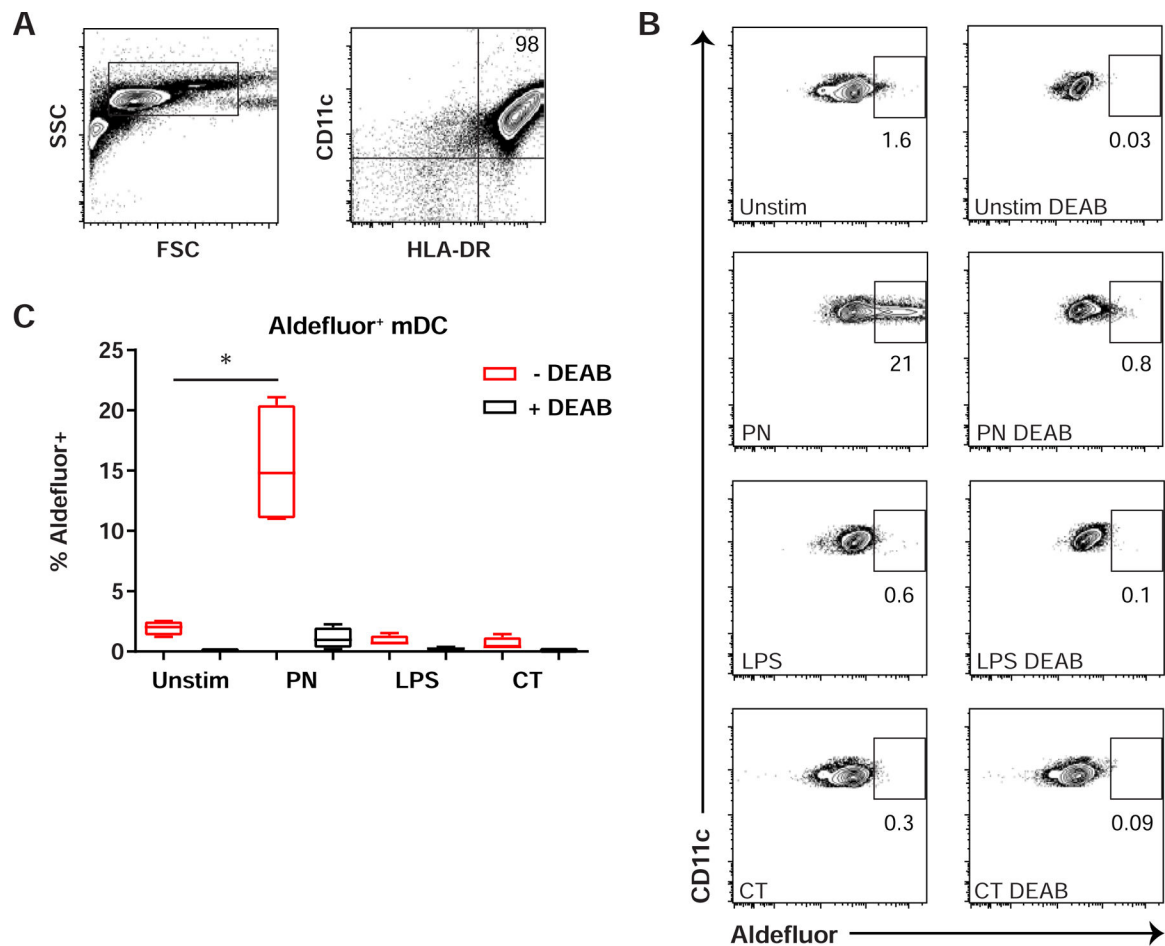 A
SSC
FSC
98
CD11c
HLA-DR
B
1.6
Unstim
0.03
Unstim DEAB
21
PN
0.8
PN DEAB
0.6
LPS
0.1
LPS DEAB
0.3
CT
0.09
CT DEAB
CD11c
Aldefluor
C
Aldefluor⁺ mDC
25
20
15
10
5
0
% Aldefluor+
*
- DEAB
+ DEAB
Unstim PN LPS CT